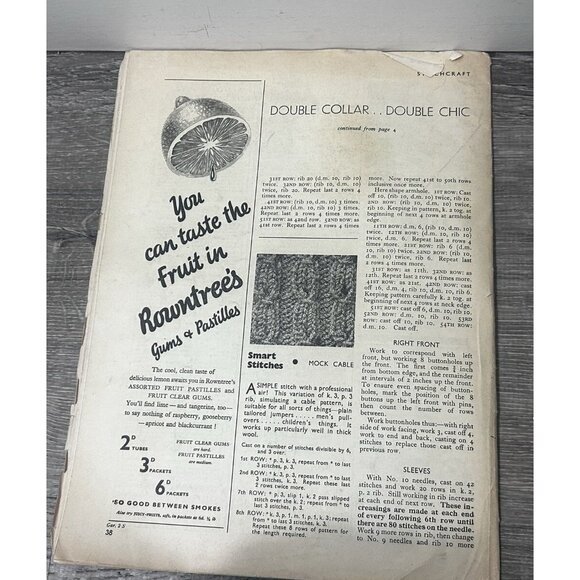 STITCHCRAFT
You
can taste the
Fruit in
Rowntree's
Gums & Pastilles
The cool, clean taste of
delicious lemon awaits you in Rowntree's
ASSORTED FRUIT PASTILLES and
FRUIT CLEAR GUMS.
You'll find lime— and tangerine, too—
to say nothing of raspberry, gooseberry
—apricot and blackcurrant!
2D TUBES
3D PACKETS
6D PACKETS
FRUIT CLEAR GUMS
are hard.
FRUIT PASTILLES
are medium.
SO GOOD BETWEEN SMOKES
Also try JUICY-FRUITS, 25% in packets at 6d.
Gar. 25
38
DOUBLE COLLAR . . DOUBLE CHIC
continued from page 4
31ST ROW: rib 20 (d.m. 10, rib 10)
twice. 32ND ROW: (rib 10, d.m. 10)
twice, rib 20. Repeat last 2 rows 4
times more.
41ST ROW: (rib 10, d.m. 10) 3 times.
42ND ROW: (d.m. 10, rib 10) 3 times.
Repeat last 2 rows 4 times more.
51ST ROW: as 42nd row. 52ND ROW: as
41st row. Repeat last 2 rows 4 times
Smart
Stitches • MOCK CABLE
A SIMPLE stitch with a professional
air! This variation of k. 3, p. 3
rib, simulating a cable pattern, is
suitable for all sorts of things—plain
tailored jumpers . . . . men's pull-
overs . . . . children's things. It
works up particularly well in thick
wool.
Cast on a number of stitches divisible by 6,
and 3 over.
1st ROW: * p. 3, k. 3, repeat from * to last
3 stitches, p. 3.
2nd ROW: * k. 3, p. 3, repeat from * to last
3 stitches, k. 3. Repeat these last
2 rows twice more.
7th ROW: * p. 3, slip 1, k. 2, pass slipped
stitch over the k. 2; repeat from * to
last 3 stitches, p. 3.
8th ROW: * k. 3, p. 1, m. 1, p. 1, k. 3; repeat
from * to last 3 stitches, k. 3.
Repeat these 8 rows of pattern for
the length required.
more. Now repeat 41st to 50th rows
inclusive once more.
Here shape armhole. 1ST ROW: Cast
off 10, (rib 10, d.m. 10) twice, rib 10.
2ND ROW: (rib 10, d.m. 10) twice,
rib 10. Keeping in pattern, k. 2 tog. at
beginning of next 4 rows at armhole
edge.
11TH ROW: d.m. 6, (rib 10, d.m. 10)
twice. 12TH ROW: (d.m. 10, rib 10)
twice, d.m. 6. Repeat last 2 rows 4
times more. 21ST ROW: rib 6 (d.m.
10, rib 10) twice. 22ND ROW: (rib
10, d.m. 10) twice, rib 6. Repeat last
2 rows 4 times more.
31ST ROW: as 11th. 32ND ROW: as
12th. Repeat last 2 rows 4 times more.
41ST ROW: as 21st. 42ND ROW: cast
off 16, d.m. 4, rib 10, d.m. 10, rib 6.
Keeping pattern carefully k. 2 tog. at
beginning of next 4 rows at neck edge.
51ST ROW: cast off 6, d.m. 10, rib 10.
52ND ROW: d.m. 10, rib 10. 53RD
ROW: cast off 10, rib 10. 54TH ROW:
d.m. 10. Cast off.
RIGHT FRONT
Work to correspond with left
front, but working 8 buttonholes up
the front. The first comes ¾ inch
from bottom edge, and the remainder
at intervals of 2 inches up the front.
To ensure even spacing of button-
holes, mark the position of the 8
buttons up the left front with pins,
then count the number of rows
between.
Work buttonholes thus:—with right
side of work facing, work 3, cast off 4,
work to end and back, casting on 4
stitches to replace those cast off in
previous row.
SLEEVES
With No. 10 needles, cast on 42
stitches and work 20 rows in k. 2,
p. 2 rib. Still working in rib increase
at each end of next row. These in-
creasings are made at each end
of every following 6th row until
there are 80 stitches on the needle.
Work 9 more rows in rib, then change
to No. 9 needles and rib 10 more